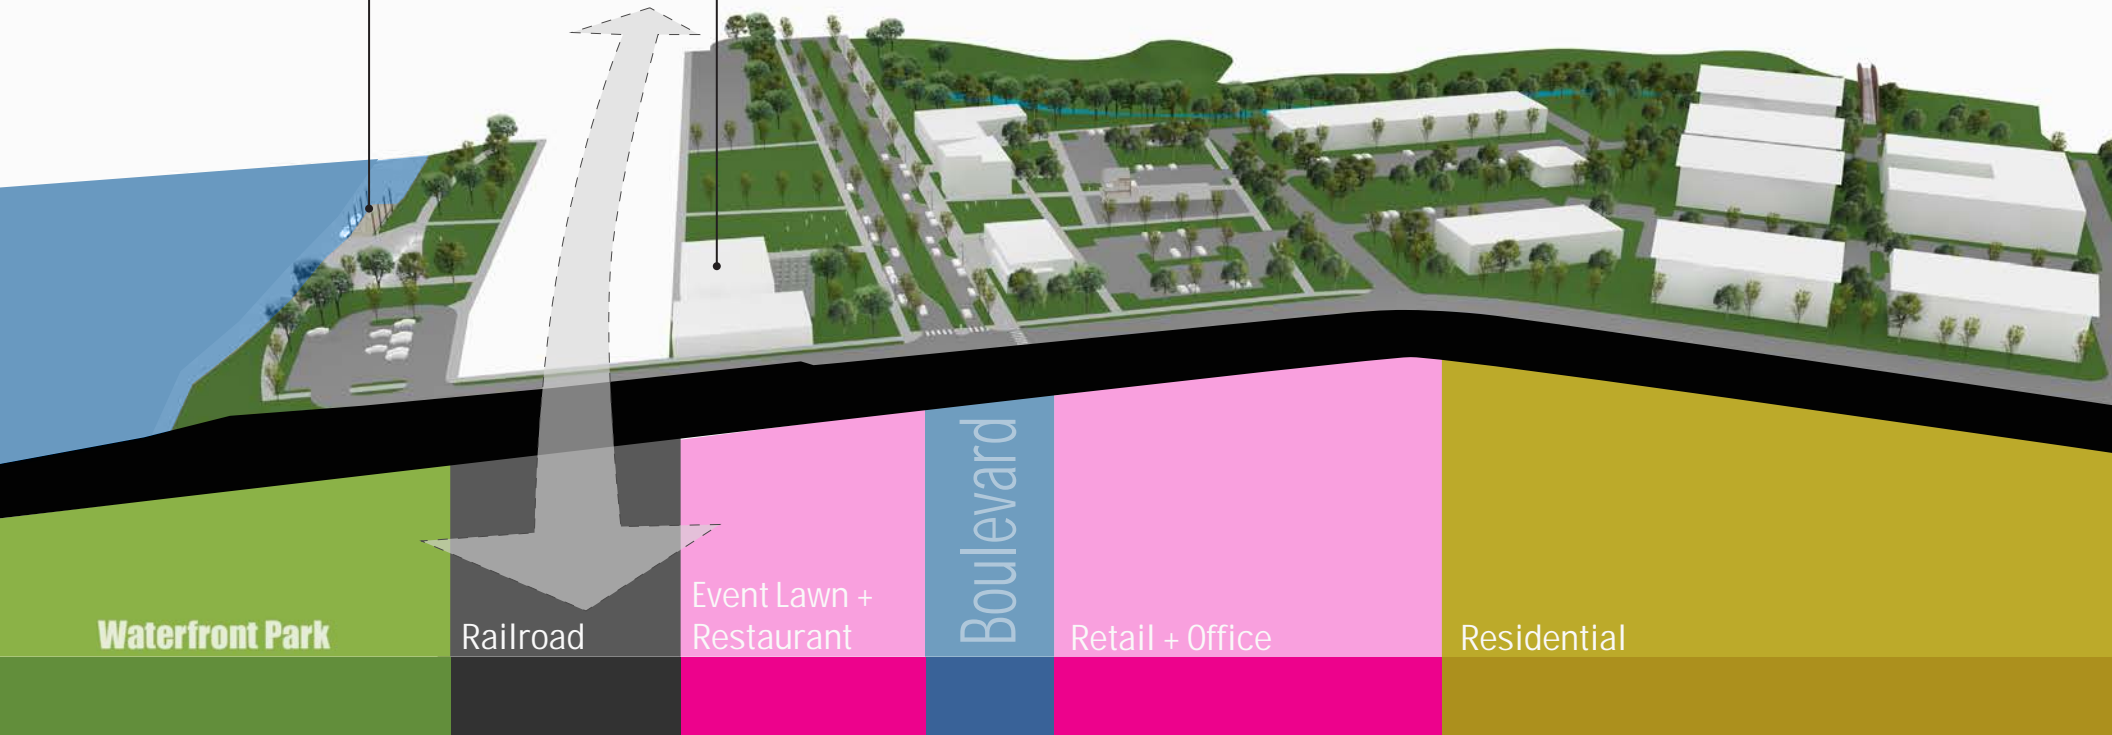 Waterfront Park
Railroad
Event Lawn +
Restaurant
Boulevard
Retail + Office
Residential